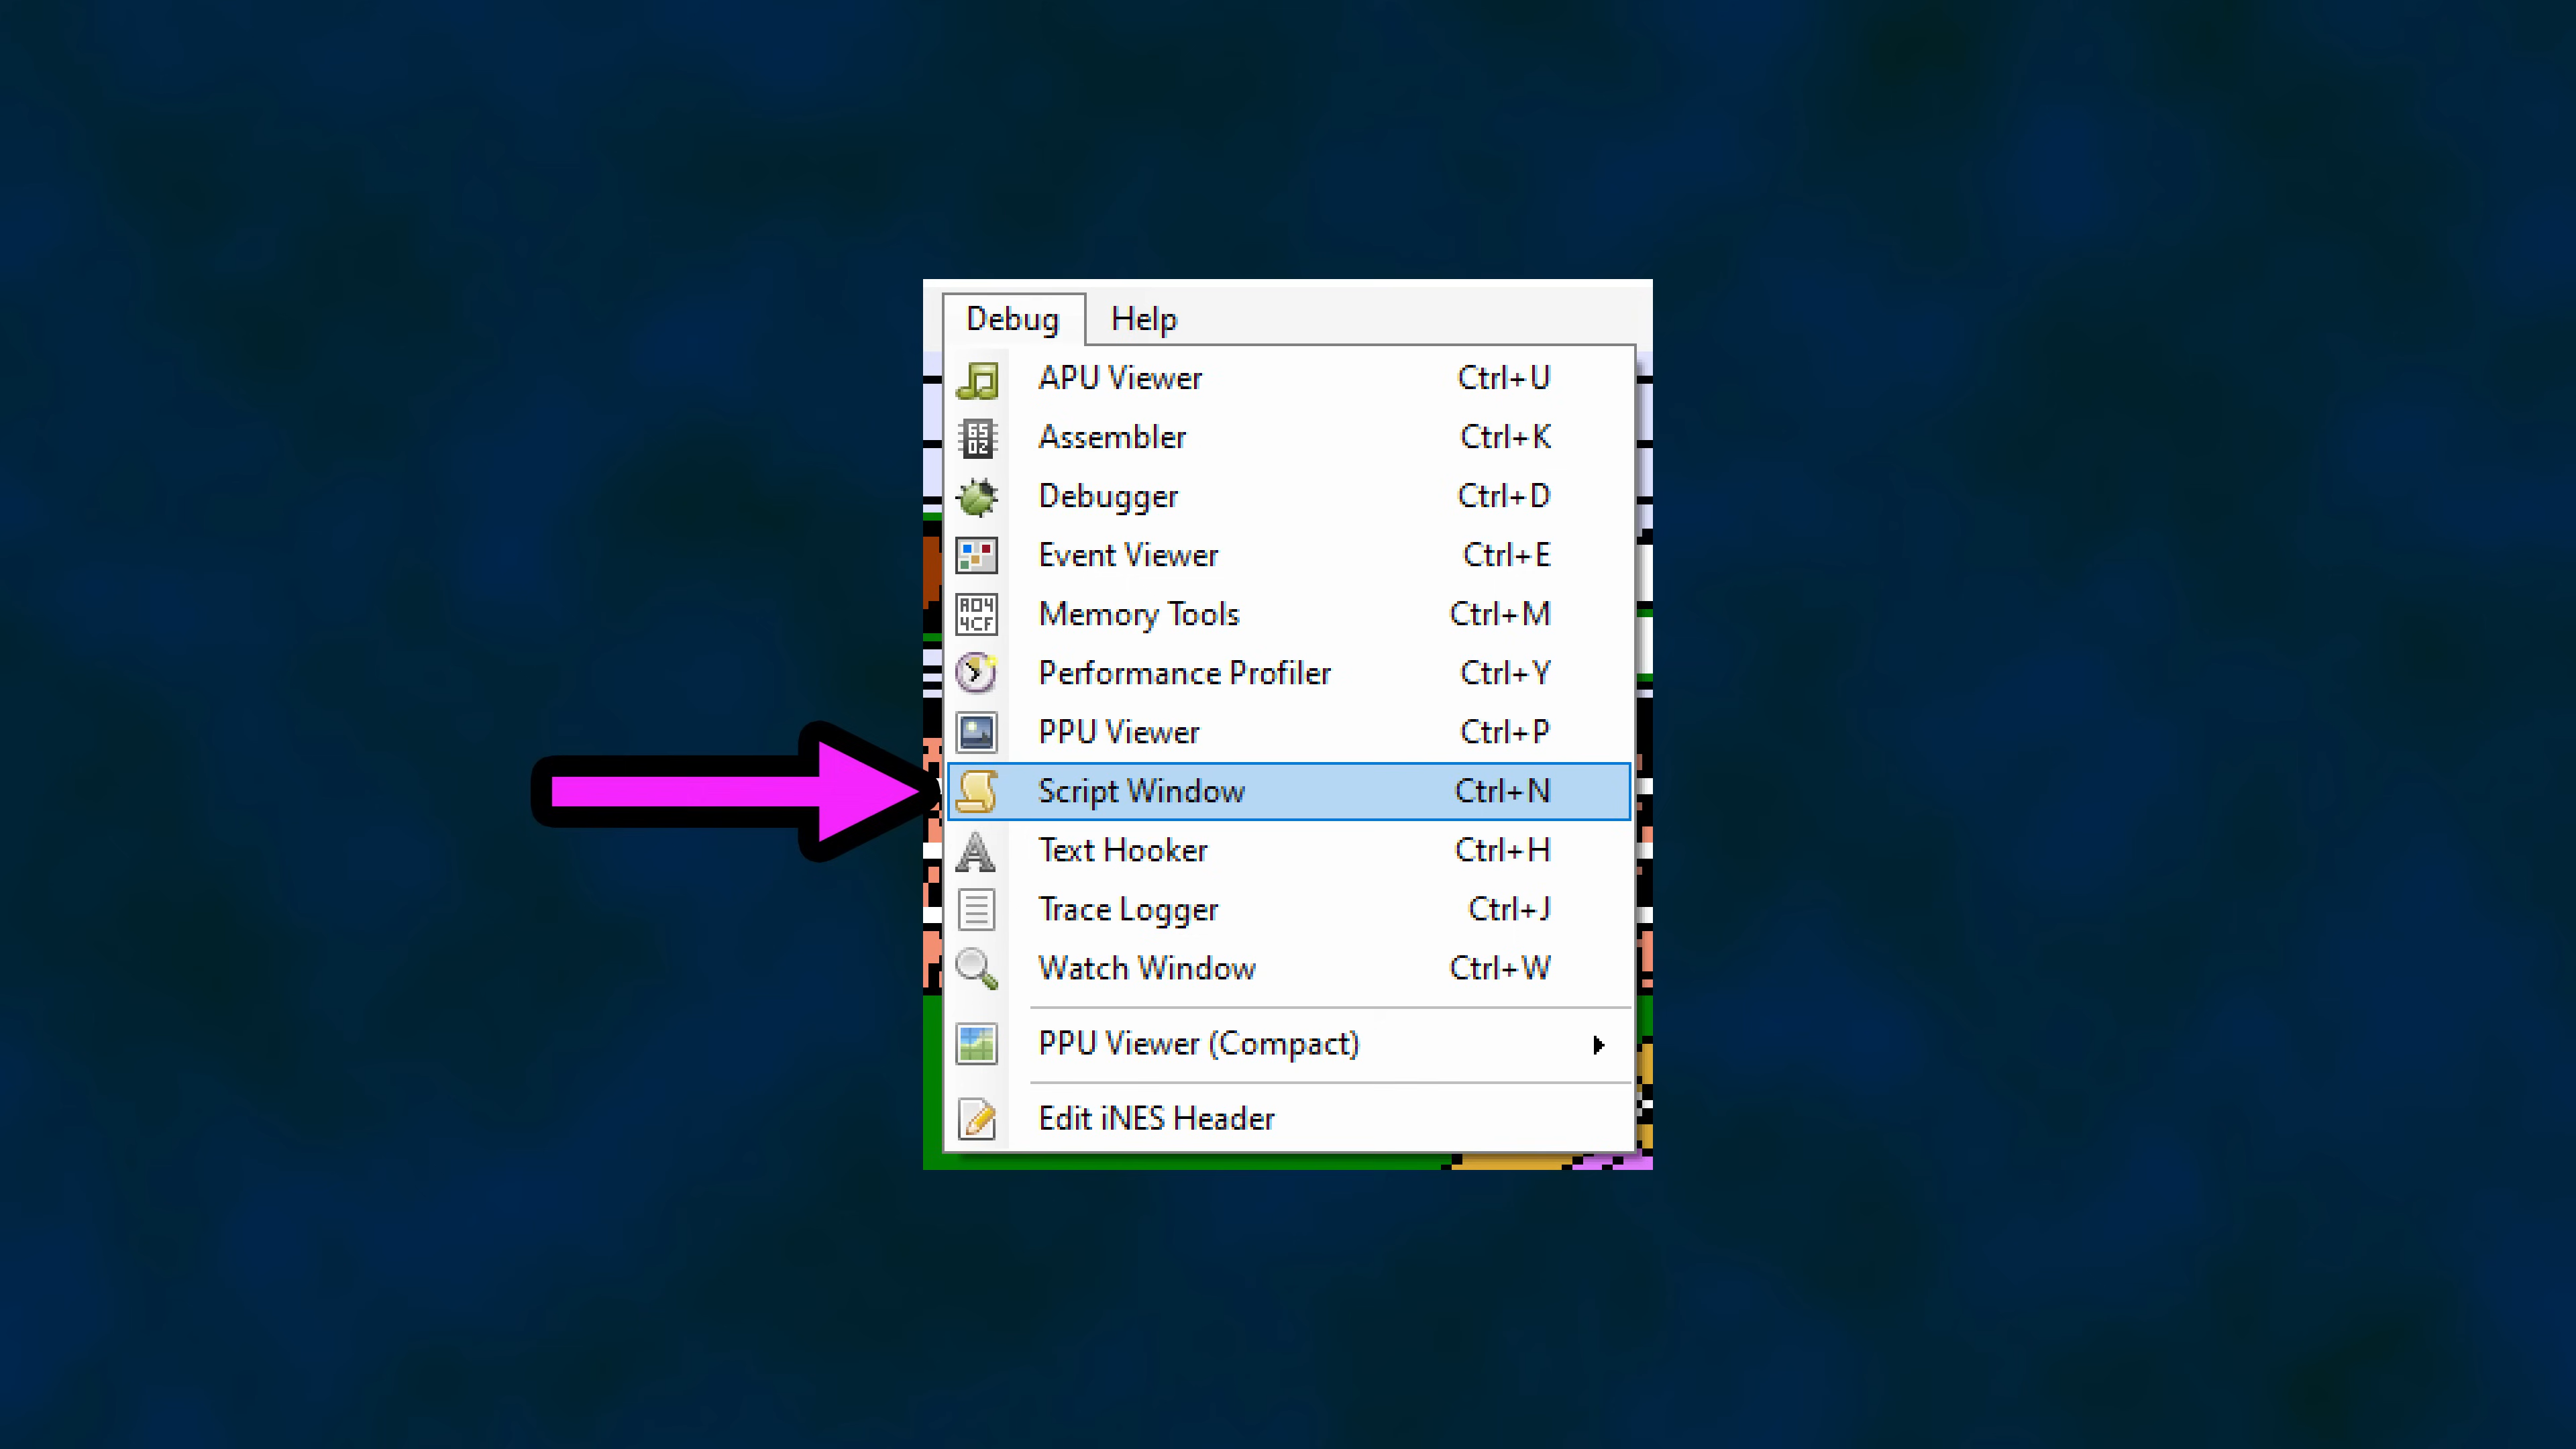 Debug Help
APU Viewer Ctrl+U
Assembler Ctrl+K
Debugger Ctrl+D
Event Viewer Ctrl+E
Memory Tools Ctrl+M
Performance Profiler Ctrl+Y
PPU Viewer Ctrl+P
Script Window Ctrl+N
Text Hooker Ctrl+H
Trace Logger Ctrl+J
Watch Window Ctrl+W
PPU Viewer (Compact)
Edit iNES Header